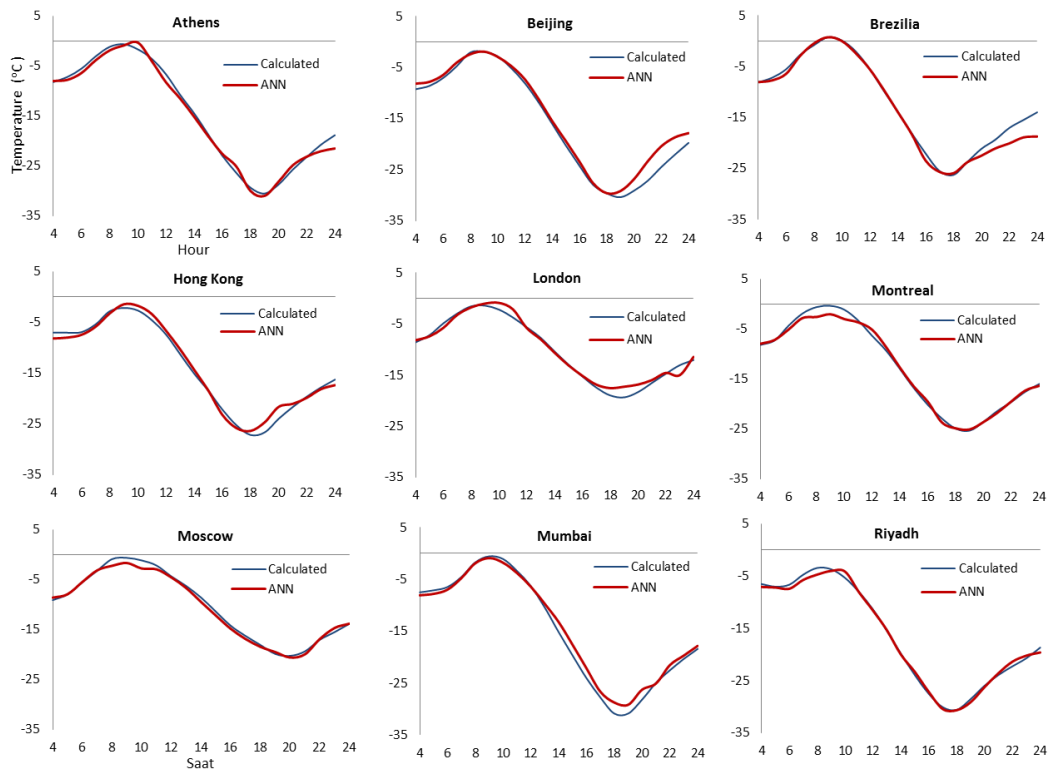 Athens
5
-5
-15
-25
-35
Temperature (°C)
Calculated
ANN
4 6 8 10 12 14 16 18 20 22 24
Hour
Beijing
5
-5
-15
-25
-35
Calculated
ANN
4 6 8 10 12 14 16 18 20 22 24
Brezilia
5
-5
-15
-25
-35
Calculated
ANN
4 6 8 10 12 14 16 18 20 22 24
Hong Kong
5
-5
-15
-25
-35
Calculated
ANN
4 6 8 10 12 14 16 18 20 22 24
London
5
-5
-15
-25
-35
Calculated
ANN
4 6 8 10 12 14 16 18 20 22 24
Montreal
5
-5
-15
-25
-35
Calculated
ANN
4 6 8 10 12 14 16 18 20 22 24
Moscow
5
-5
-15
-25
-35
Calculated
ANN
4 6 8 10 12 14 16 18 20 22 24
Saat
Mumbai
5
-5
-15
-25
-35
Calculated
ANN
4 6 8 10 12 14 16 18 20 22 24
Riyadh
5
-5
-15
-25
-35
Calculated
ANN
4 6 8 10 12 14 16 18 20 22 24